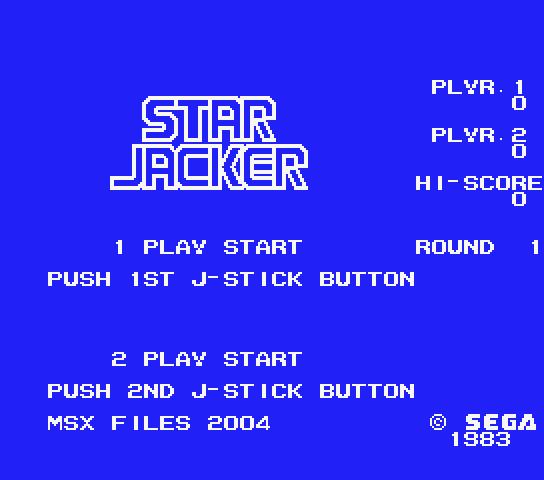 STAR
JACKER
PLYR.1
0
PLYR.2
0
HI-SCORE
0
1 PLAY START
ROUND 1
PUSH 1ST J-STICK BUTTON
2 PLAY START
PUSH 2ND J-STICK BUTTON
MSX FILES 2004
© SEGA
1983